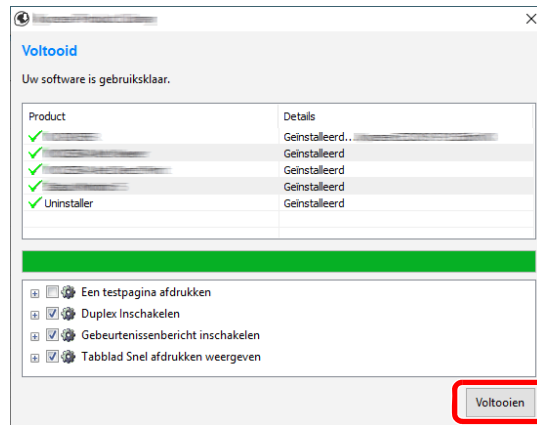 Voltooid
Uw software is gebruiksklaar.
Product Details
Geïnstalleerd..
Geïnstalleerd
Geïnstalleerd
Geïnstalleerd
Uninstaller Geïnstalleerd
Een testpagina afdrukken
Duplex Inschakelen
Gebeurtenissenbericht inschakelen
Tabblad Snel afdrukken weergeven
Voltooien